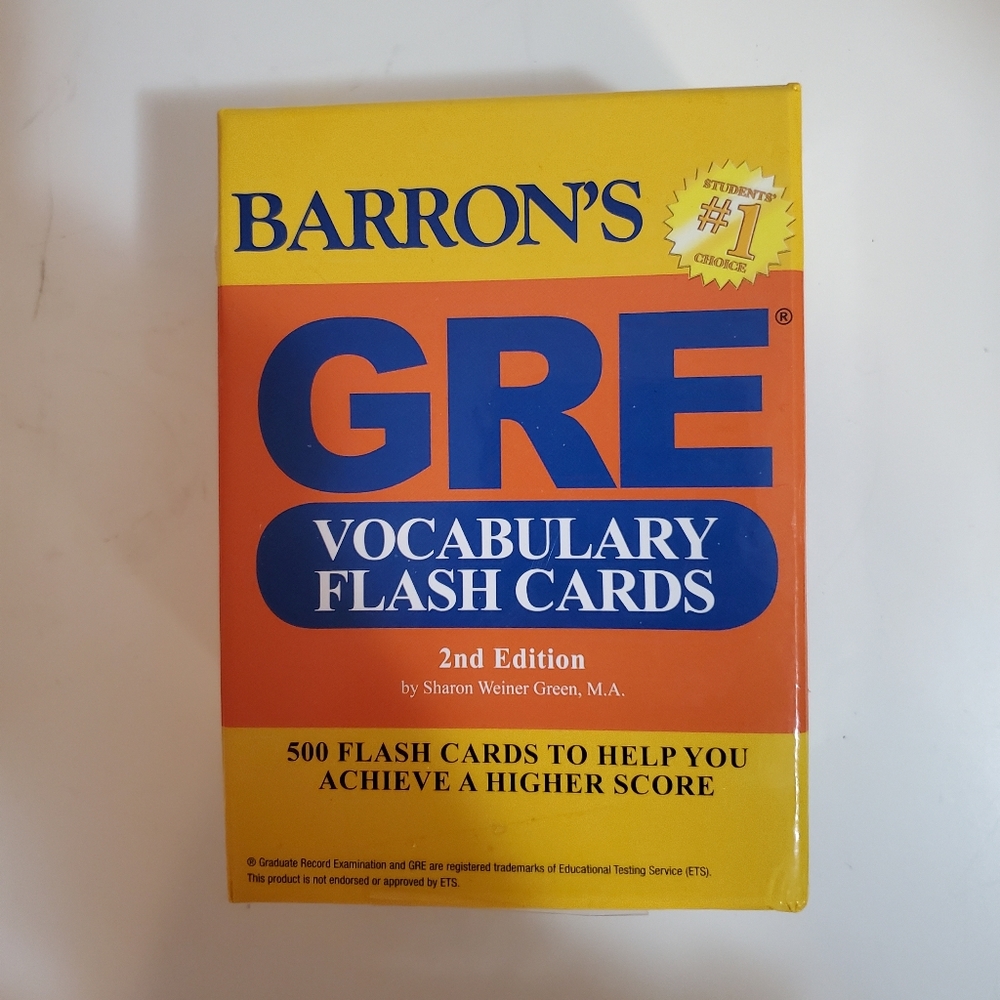 BARRON'S
STUDENTS'
#1
CHOICE
GRE®
VOCABULARY
FLASH CARDS
2nd Edition
by Sharon Weiner Green, M.A.
500 FLASH CARDS TO HELP YOU
ACHIEVE A HIGHER SCORE
® Graduate Record Examination and GRE are registered trademarks of Educational Testing Service (ETS).
This product is not endorsed or approved by ETS.